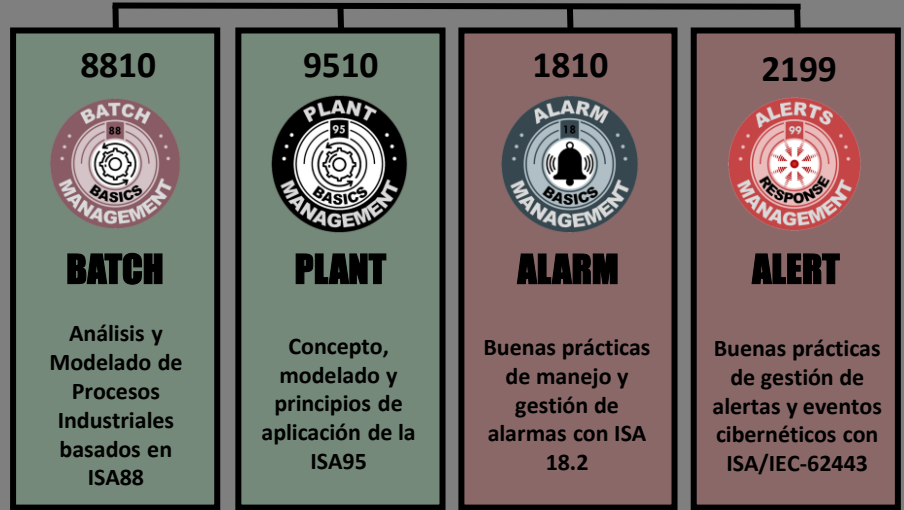 8810
BATCH
88
BASICS
MANAGEMENT
BATCH
Análisis y
Modelado de
Procesos
Industriales
basados en
ISA88
9510
PLANT
95
BASICS
MANAGEMENT
PLANT
Concepto,
modelado y
principios de
aplicación de la
ISA95
1810
ALARM
18
BASICS
MANAGEMENT
ALARM
Buenas prácticas
de manejo y
gestión de
alarmas con ISA
18.2
2199
ALERTS
99
RESPONSE
MANAGEMENT
ALERT
Buenas prácticas
de gestión de
alertas y eventos
cibernéticos con
ISA/IEC-62443